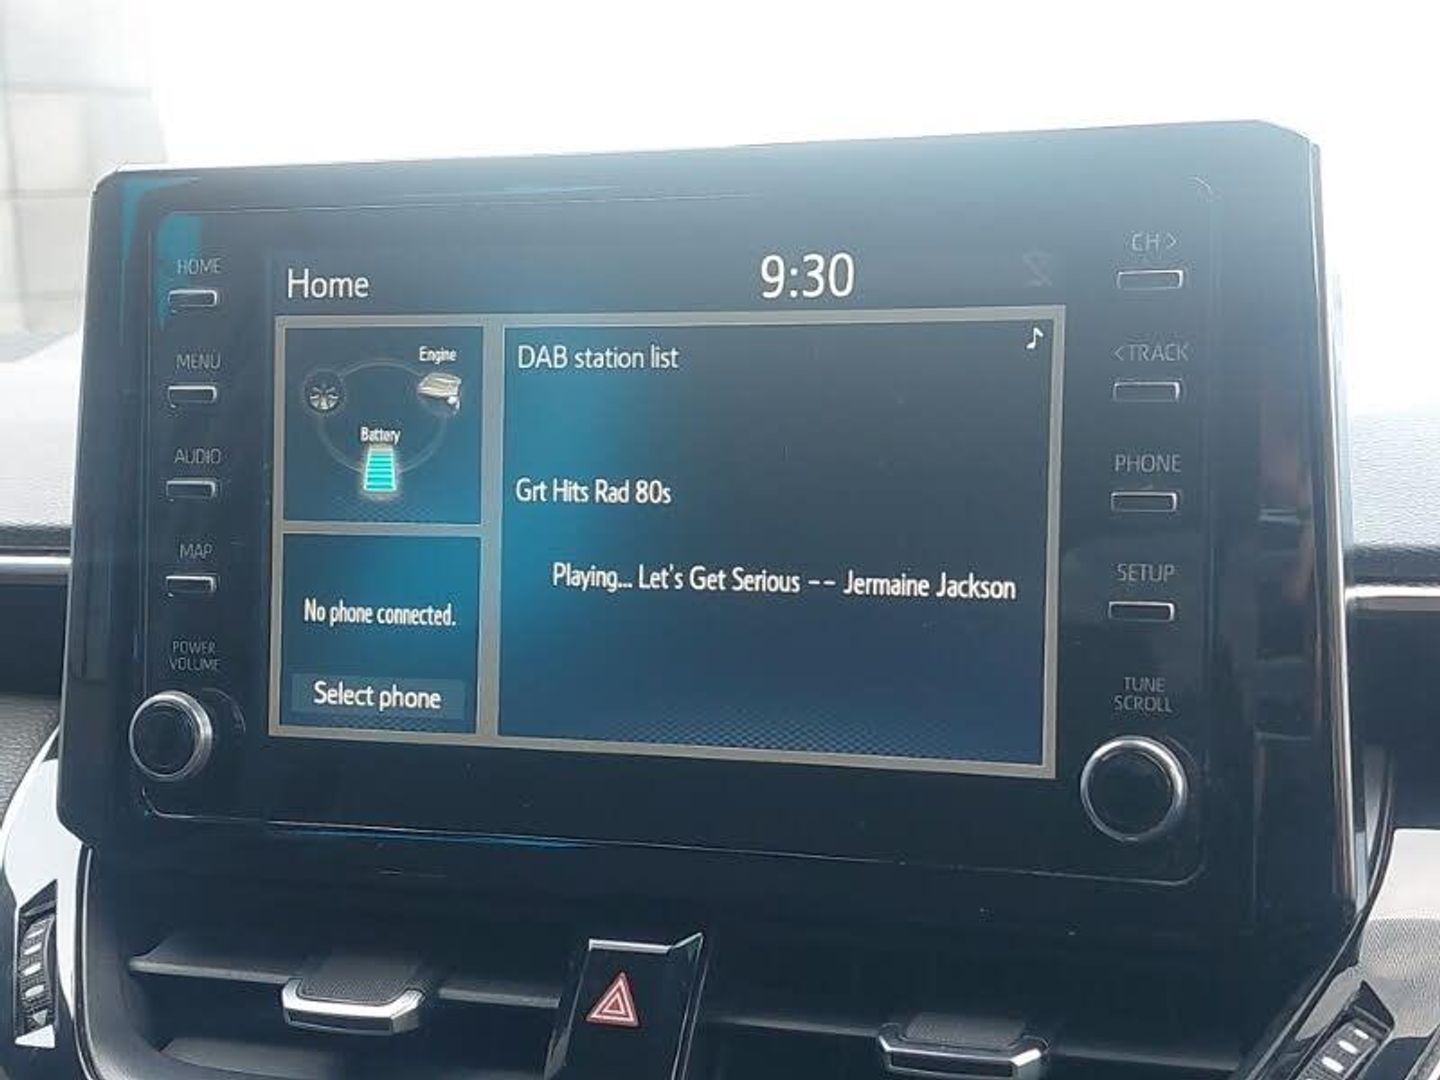 HOME
MENU
AUDIO
MAP
POWER
VOLUME
Home
9:30
Engine
Battery
No phone connected.
Select phone
DAB station list
Grt Hits Rad 80s
Playing... Let's Get Serious -- Jermaine Jackson
CH >
< TRACK
PHONE
SETUP
TUNE
SCROLL